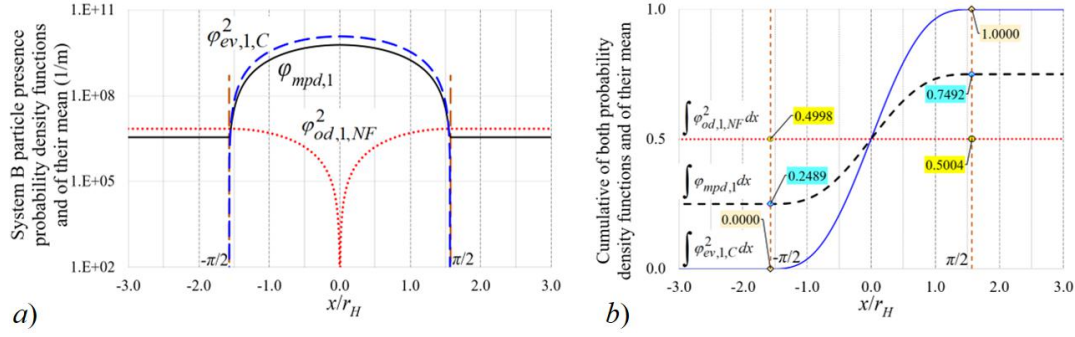 System B particle presence
probability density functions
and of their mean (1/m)
1.E+11
1.E+08
1.E+05
1.E+02
φ²ev,1,C
φmpd,1
φ²od,1,NF
-π/2
π/2
-3.0 -2.0 -1.0 0.0 1.0 2.0 3.0
x/rH
a)
Cumulative of both probability
density functions and of their mean
1.0
0.5
0.0
1.0000
0.7492
∫φ²od,1,NF dx
0.4998
0.5004
∫φmpd,1 dx
0.2489
0.0000
∫φ²ev,1,C dx
-π/2
π/2
-3.0 -2.0 -1.0 0.0 1.0 2.0 3.0
x/rH
b)